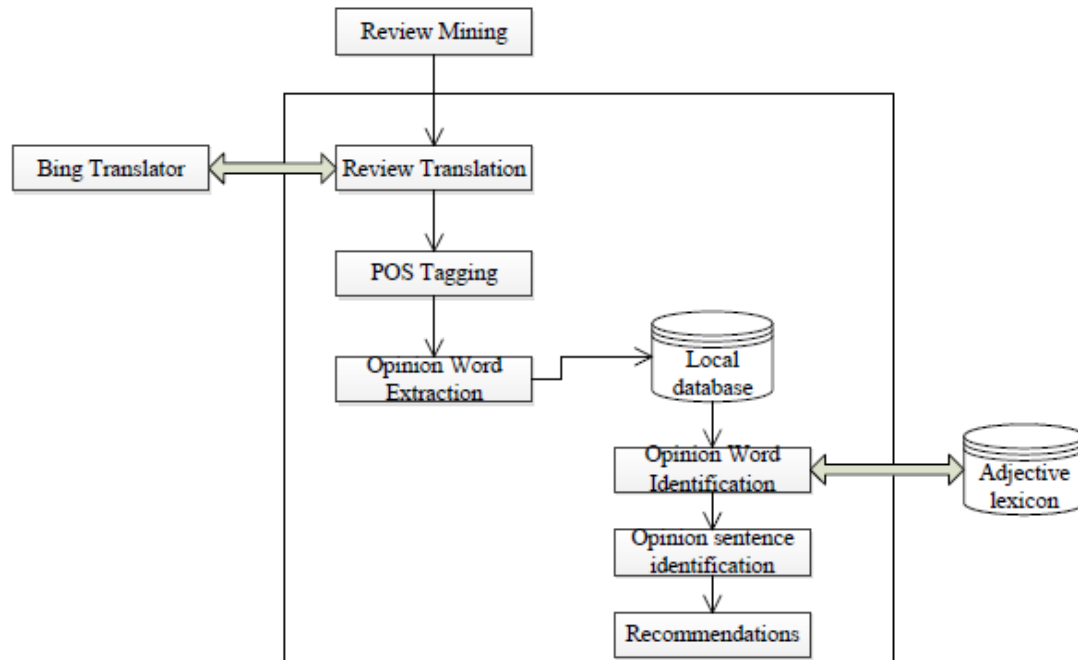 Review Mining
Bing Translator
Review Translation
POS Tagging
Opinion Word
Extraction
Local
database
Opinion Word
Identification
Adjective
lexicon
Opinion sentence
identification
Recommendations